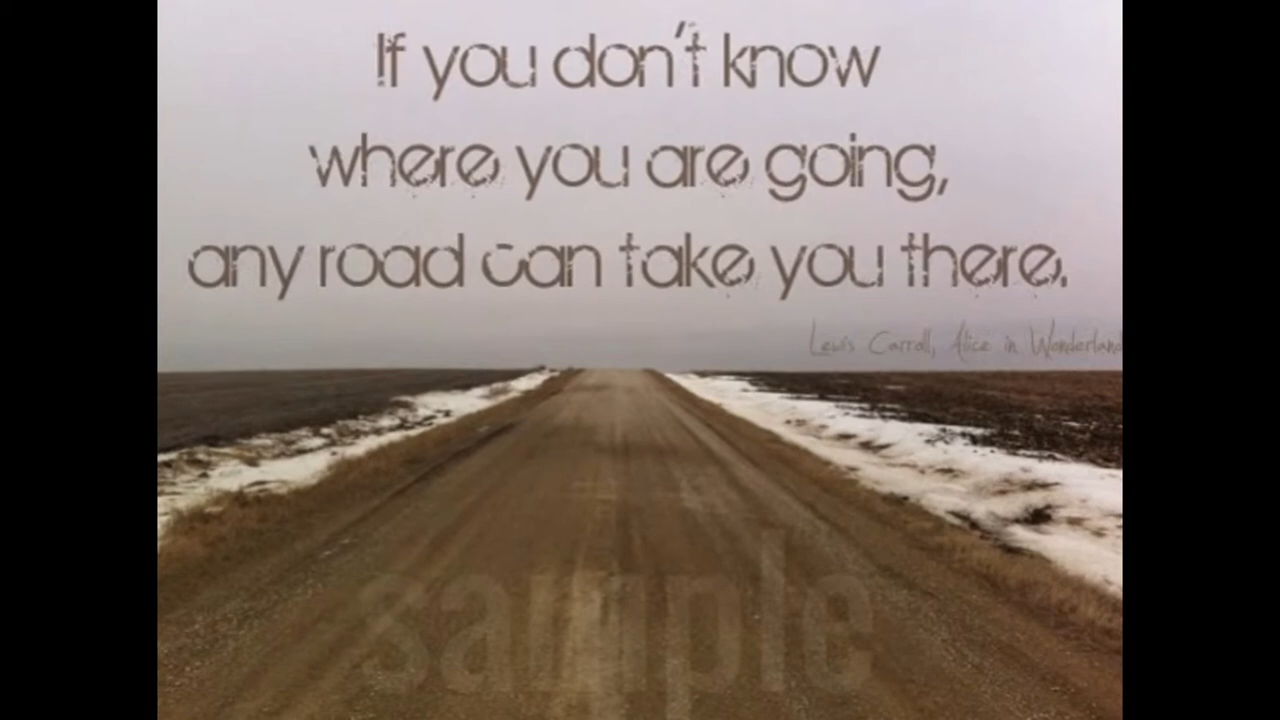 If you don't know
where you are going,
any road can take you there.
Lewis Carroll, Alice in Wonderland
sample